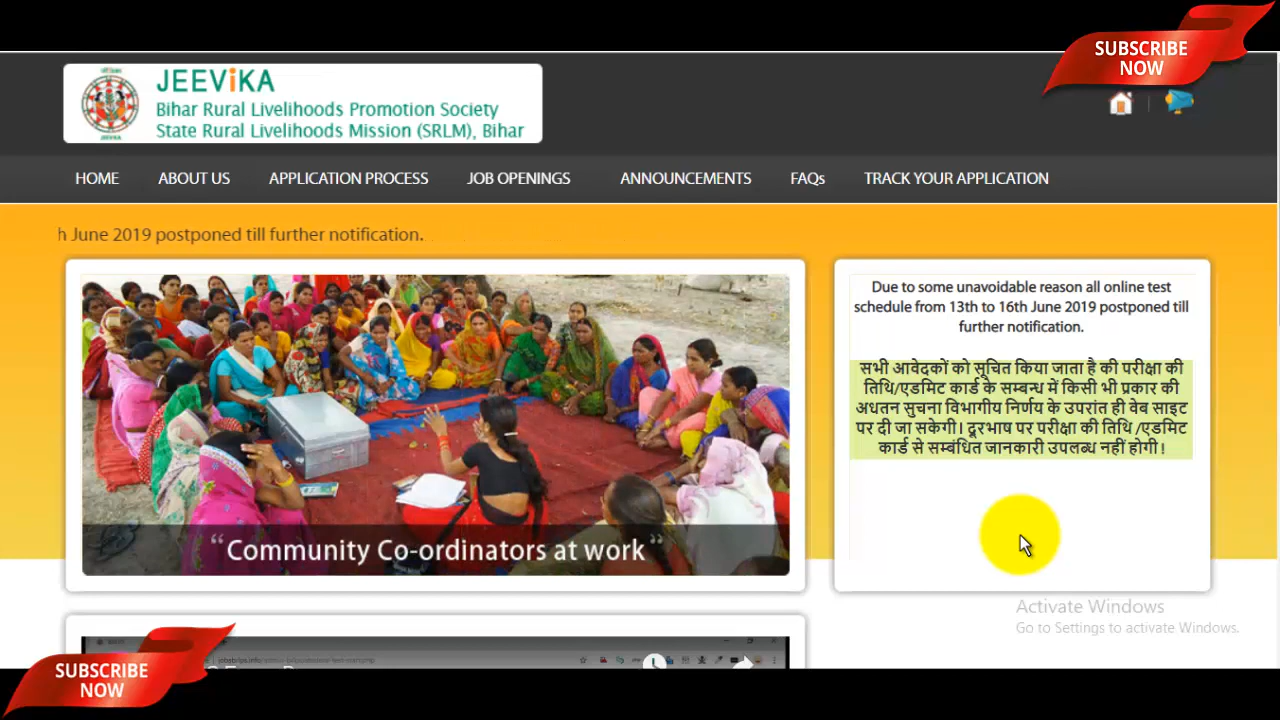 SUBSCRIBE
NOW
JEEViKA
Bihar Rural Livelihoods Promotion Society
State Rural Livelihoods Mission (SRLM), Bihar
HOME ABOUT US APPLICATION PROCESS JOB OPENINGS ANNOUNCEMENTS FAQs TRACK YOUR APPLICATION
h June 2019 postponed till further notification.
Due to some unavoidable reason all online test
schedule from 13th to 16th June 2019 postponed till
further notification.
सभी आवेदकों को सूचित किया जाता है की परीक्षा की
तिथि/एडमिट कार्ड के सम्बन्ध में किसी भी प्रकार की
अधतन सुचना विभागीय निर्णय के उपरांत ही वेब साइट
पर दी जा सकेगी। दूरभाष पर परीक्षा की तिथि /एडमिट
कार्ड से सम्बंधित जानकारी उपलब्ध नहीं होगी !
“Community Co-ordinators at work”
Activate Windows
Go to Settings to activate Windows.
SUBSCRIBE
NOW